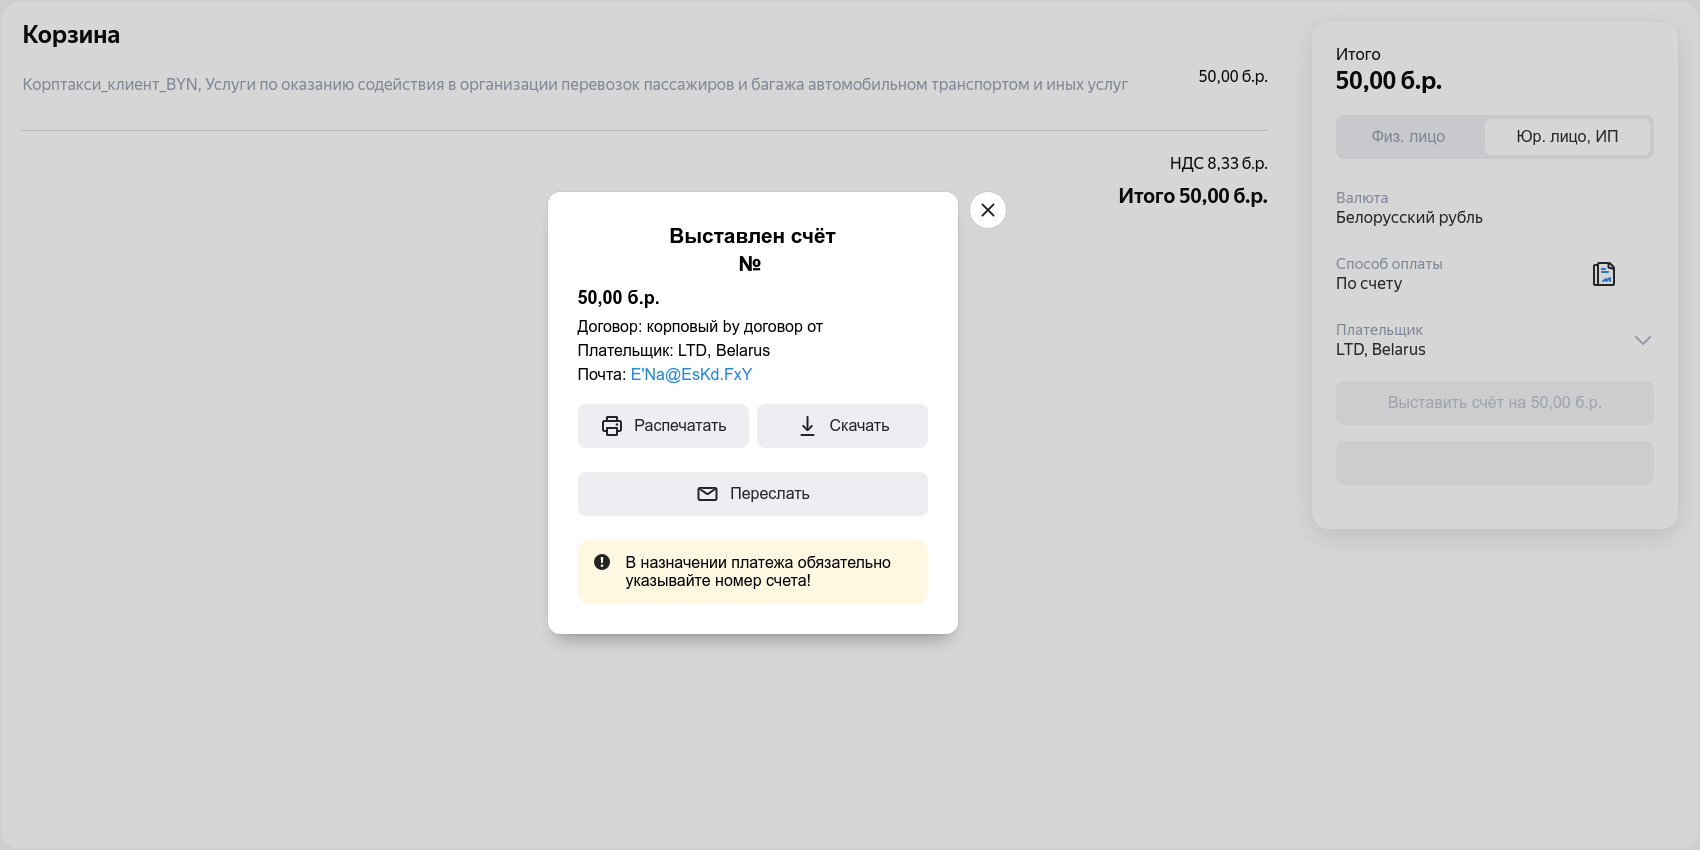 Корзина
Корптакси_клиент_BYN, Услуги по оказанию содействия в организации перевозок пассажиров и багажа автомобильном транспортом и иных услуг
50,00 б.р.
НДС 8,33 б.р.
Итого 50,00 б.р.
Выставлен счёт
№
50,00 б.р.
Договор: корповый by договор от
Плательщик: LTD, Belarus
Почта: E'Na@EsKd.FxY
Распечатать
Скачать
Переслать
В назначении платежа обязательно
указывайте номер счета!
Итого
50,00 б.р.
Физ. лицо
Юр. лицо, ИП
Валюта
Белорусский рубль
Способ оплаты
По счету
Плательщик
LTD, Belarus
Выставить счёт на 50,00 б.р.